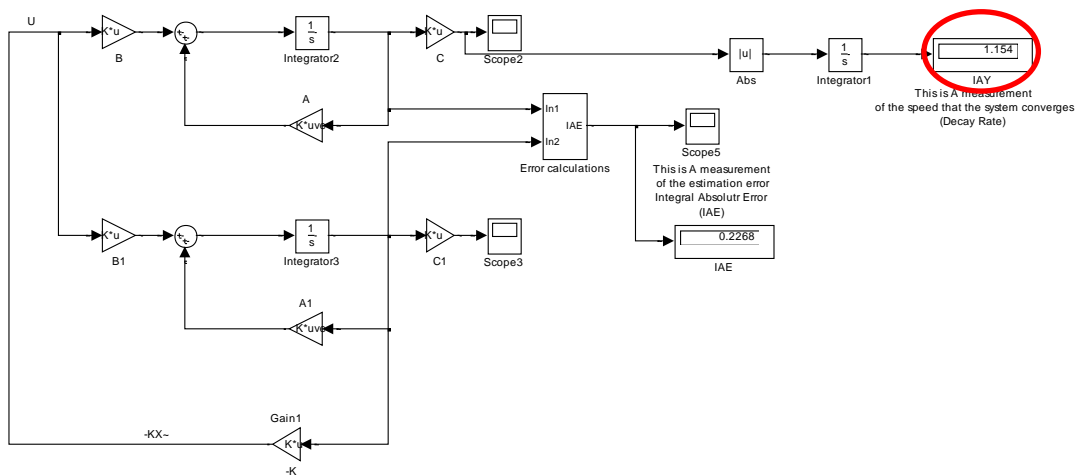 U
K*u
B
1
s
Integrator2
K*u
C
Scope2
|u|
Abs
1
s
Integrator1
1.154
IAY
This is A measurement
of the speed that the system converges
(Decay Rate)
A
K*uve
In1
In2
IAE
Error calculations
Scope5
This is A measurement
of the estimation error
Integral Absolutr Error
(IAE)
0.2268
IAE
K*u
B1
1
s
Integrator3
K*u
C1
Scope3
A1
K*uve
Gain1
-KX~
K*u
-K